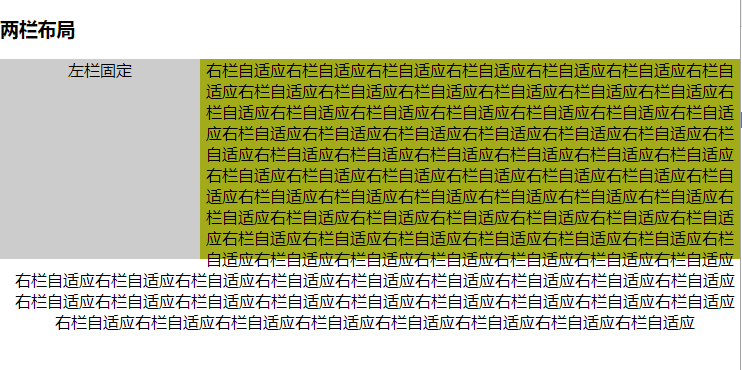 两栏布局
左栏固定
右栏自适应右栏自适应右栏自适应右栏自适应右栏自适应右栏自适应右栏自
适应右栏自适应右栏自适应右栏自适应右栏自适应右栏自适应右栏自适应右
栏自适应右栏自适应右栏自适应右栏自适应右栏自适应右栏自适应右栏自适
应右栏自适应右栏自适应右栏自适应右栏自适应右栏自适应右栏自适应右栏
自适应右栏自适应右栏自适应右栏自适应右栏自适应右栏自适应右栏自适应
右栏自适应右栏自适应右栏自适应右栏自适应右栏自适应右栏自适应右栏自
适应右栏自适应右栏自适应右栏自适应右栏自适应右栏自适应右栏自适应右
栏自适应右栏自适应右栏自适应右栏自适应右栏自适应右栏自适应右栏自适
应右栏自适应右栏自适应右栏自适应右栏自适应右栏自适应右栏自适应右栏
自适应右栏自适应右栏自适应右栏自适应右栏自适应右栏自适应右栏自适应
右栏自适应右栏自适应右栏自适应右栏自适应右栏自适应右栏自适应右栏自适应右栏自适应右栏自适应
右栏自适应右栏自适应右栏自适应右栏自适应右栏自适应右栏自适应右栏自适应右栏自适应右栏自适应
右栏自适应右栏自适应右栏自适应右栏自适应右栏自适应右栏自适应右栏自适应右栏自适应